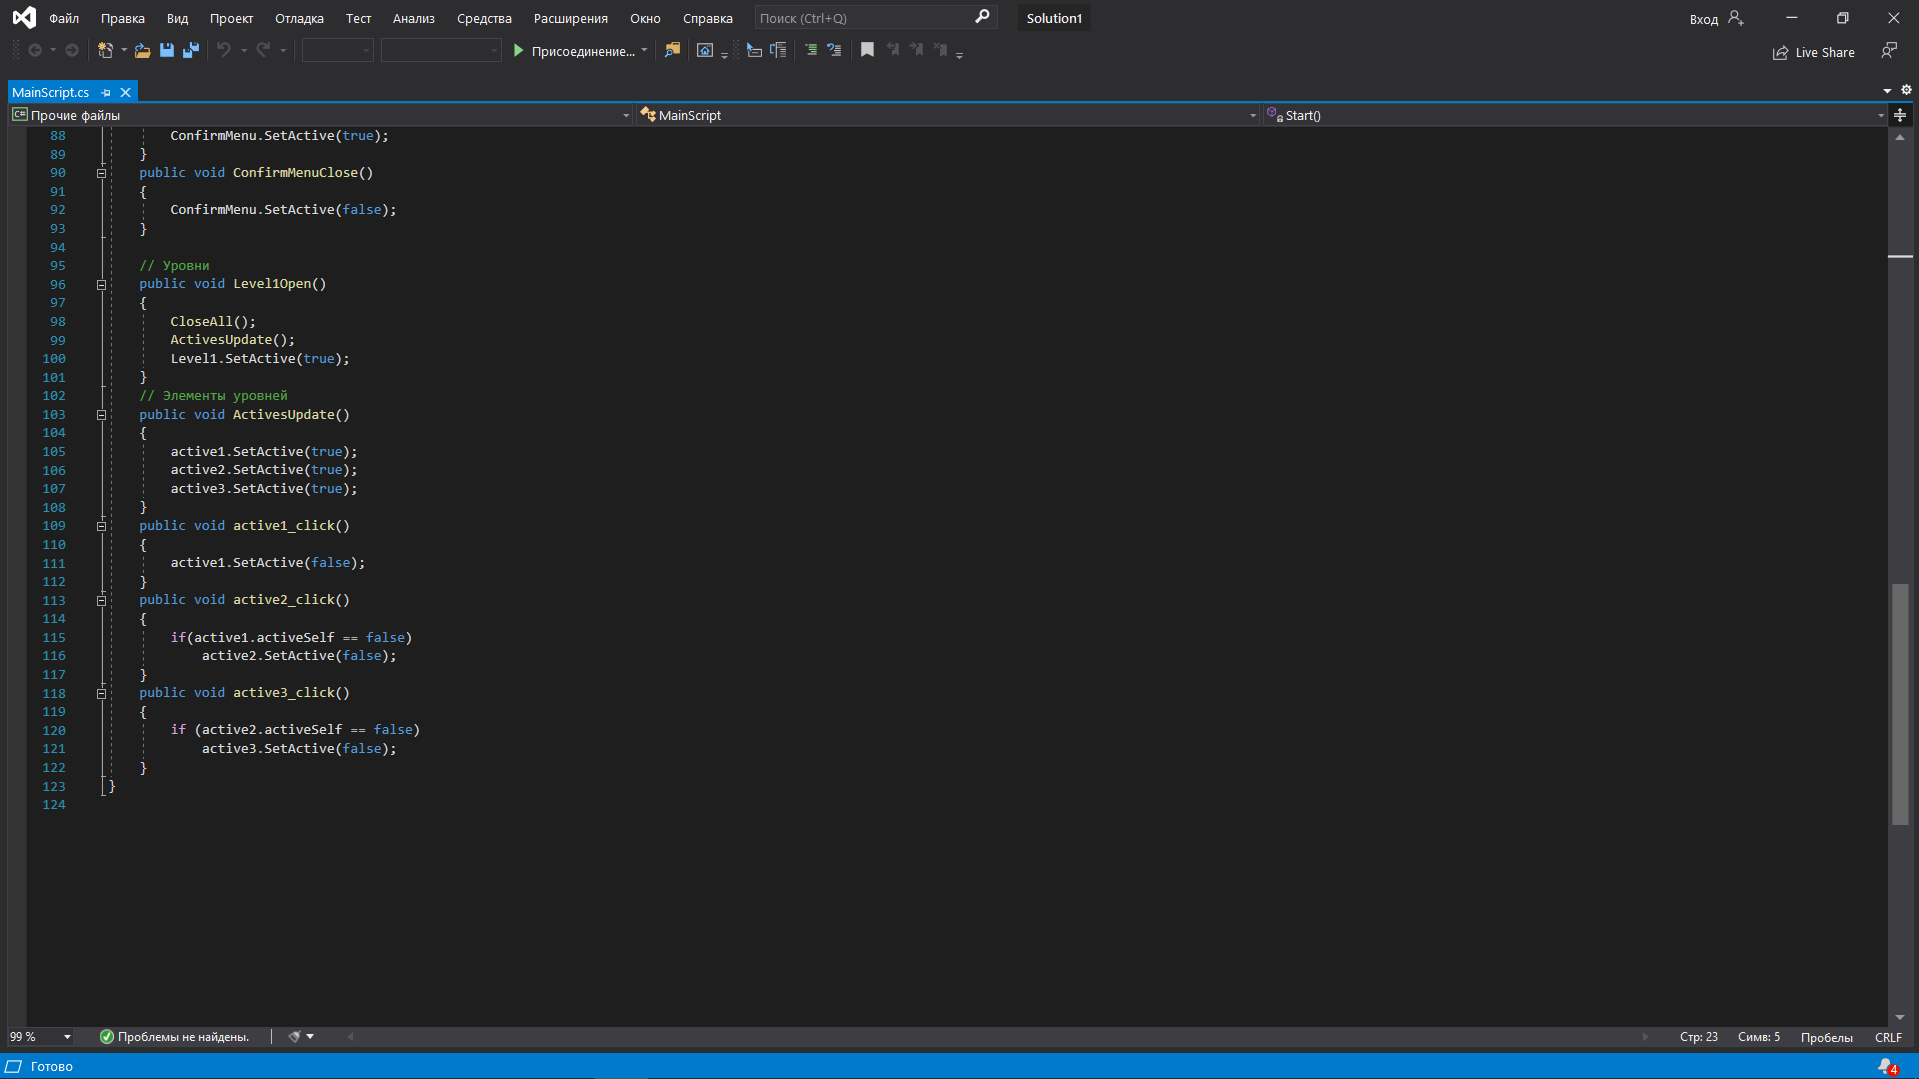 Файл Правка Вид Проект Отладка Тест Анализ Средства Расширения Окно Справка Поиск (Ctrl+Q) Solution1 Вход
Присоединение... Live Share
MainScript.cs
C# Прочие файлы MainScript Start()
88 ConfirmMenu.SetActive(true);
89 }
90 public void ConfirmMenuClose()
91 {
92 ConfirmMenu.SetActive(false);
93 }
94
95 // Уровни
96 public void Level1Open()
97 {
98 CloseAll();
99 ActivesUpdate();
100 Level1.SetActive(true);
101 }
102 // Элементы уровней
103 public void ActivesUpdate()
104 {
105 active1.SetActive(true);
106 active2.SetActive(true);
107 active3.SetActive(true);
108 }
109 public void active1_click()
110 {
111 active1.SetActive(false);
112 }
113 public void active2_click()
114 {
115 if(active1.activeSelf == false)
116 active2.SetActive(false);
117 }
118 public void active3_click()
119 {
120 if (active2.activeSelf == false)
121 active3.SetActive(false);
122 }
123 }
124
99 % Проблемы не найдены. Стр: 23 Симв: 5 Пробелы CRLF
Готово 4